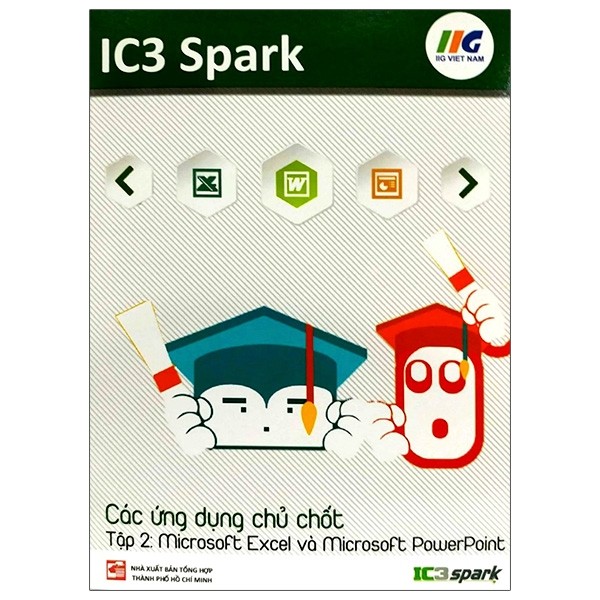 IC3 Spark
IIG
IIG VIET NAM
X
W
Các ứng dụng chủ chốt
Tập 2: Microsoft Excel và Microsoft PowerPoint
NHÀ XUẤT BẢN TỔNG HỢP
THÀNH PHỐ HỒ CHÍ MINH
IC3 spark